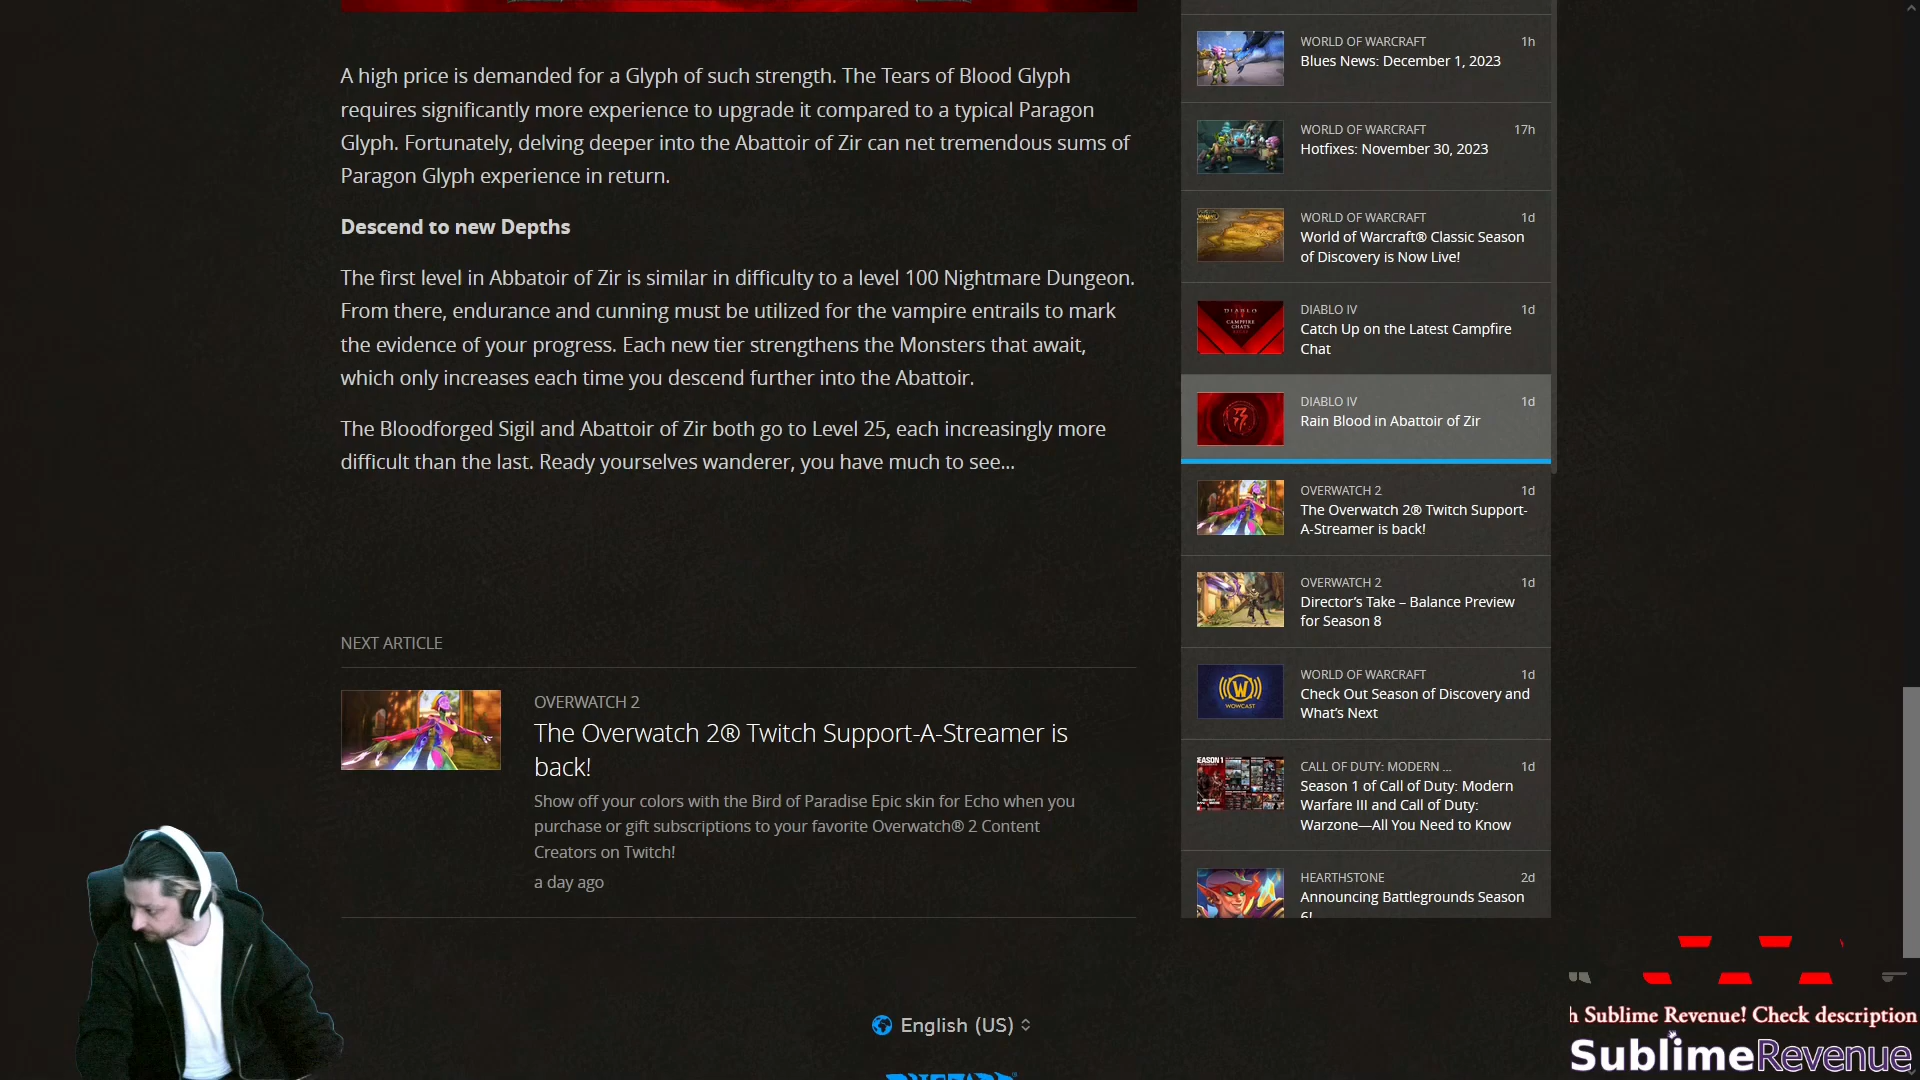 A high price is demanded for a Glyph of such strength. The Tears of Blood Glyph
requires significantly more experience to upgrade it compared to a typical Paragon
Glyph. Fortunately, delving deeper into the Abattoir of Zir can net tremendous sums of
Paragon Glyph experience in return.
Descend to new Depths
The first level in Abbatoir of Zir is similar in difficulty to a level 100 Nightmare Dungeon.
From there, endurance and cunning must be utilized for the vampire entrails to mark
the evidence of your progress. Each new tier strengthens the Monsters that await,
which only increases each time you descend further into the Abattoir.
The Bloodforged Sigil and Abattoir of Zir both go to Level 25, each increasingly more
difficult than the last. Ready yourselves wanderer, you have much to see...
NEXT ARTICLE
OVERWATCH 2
The Overwatch 2® Twitch Support-A-Streamer is
back!
Show off your colors with the Bird of Paradise Epic skin for Echo when you
purchase or gift subscriptions to your favorite Overwatch® 2 Content
Creators on Twitch!
a day ago
WORLD OF WARCRAFT 1h
Blues News: December 1, 2023
WORLD OF WARCRAFT 17h
Hotfixes: November 30, 2023
WORLD OF WARCRAFT 1d
World of Warcraft® Classic Season
of Discovery is Now Live!
DIABLO IV 1d
Catch Up on the Latest Campfire
Chat
DIABLO
CAMPFIRE
CHATS
DIABLO IV 1d
Rain Blood in Abattoir of Zir
OVERWATCH 2 1d
The Overwatch 2® Twitch Support-
A-Streamer is back!
OVERWATCH 2 1d
Director's Take – Balance Preview
for Season 8
WORLD OF WARCRAFT 1d
Check Out Season of Discovery and
What's Next
W
WOWCAST
CALL OF DUTY: MODERN ... 1d
Season 1 of Call of Duty: Modern
Warfare III and Call of Duty:
Warzone—All You Need to Know
SEASON 1
HEARTHSTONE 2d
Announcing Battlegrounds Season
6!
English (US)
BLIZZARD
h Sublime Revenue! Check description
SublimeRevenue